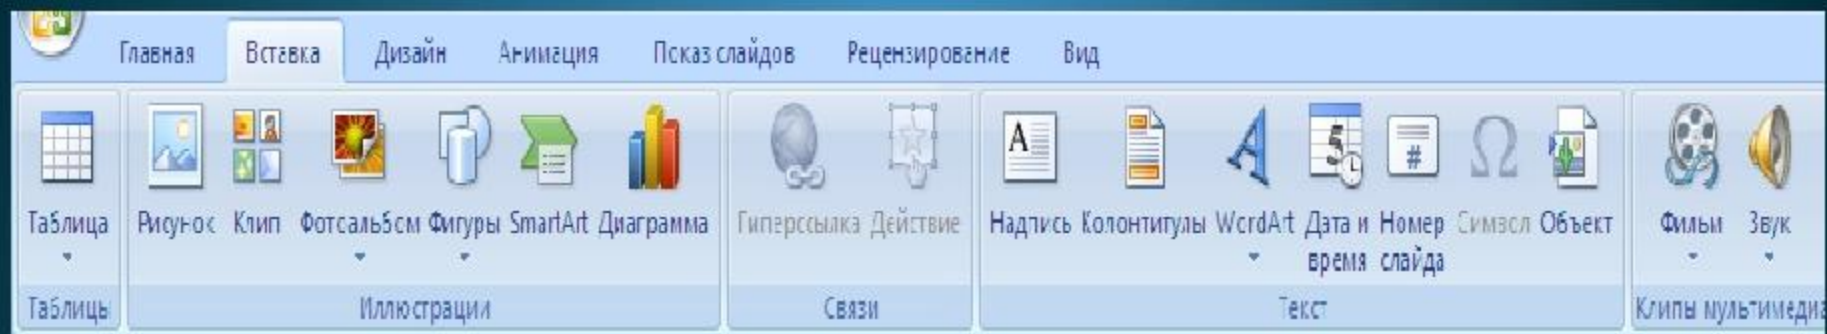 Главная Вставка Дизайн Анимация Показ слайдов Рецензирование Вид
Таблица Рисунок Клип Фотоальбом Фигуры SmartArt Диаграмма Гиперссылка Действие Надпись Колонтитулы WordArt Дата и время Номер слайда Символ Объект Фильм Звук
Таблицы Иллюстрации Связи Текст Клипы мультимедиа